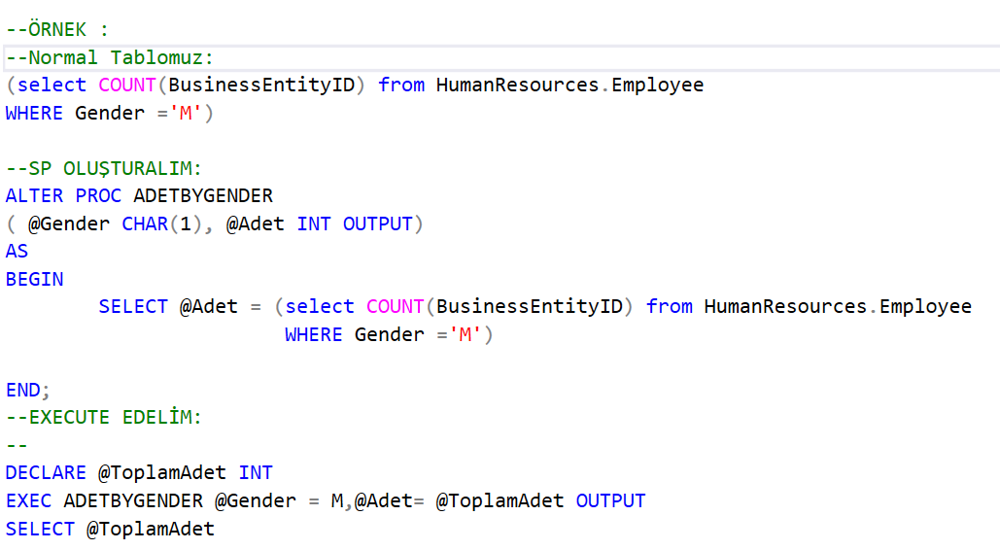 --ÖRNEK :
--Normal Tablomuz:
(select COUNT(BusinessEntityID) from HumanResources.Employee
WHERE Gender ='M')
--SP OLUŞTURALIM:
ALTER PROC ADETBYGENDER
( @Gender CHAR(1), @Adet INT OUTPUT)
AS
BEGIN
SELECT @Adet = (select COUNT(BusinessEntityID) from HumanResources.Employee
WHERE Gender ='M')
END;
--EXECUTE EDELİM:
--
DECLARE @ToplamAdet INT
EXEC ADETBYGENDER @Gender = M,@Adet= @ToplamAdet OUTPUT
SELECT @ToplamAdet